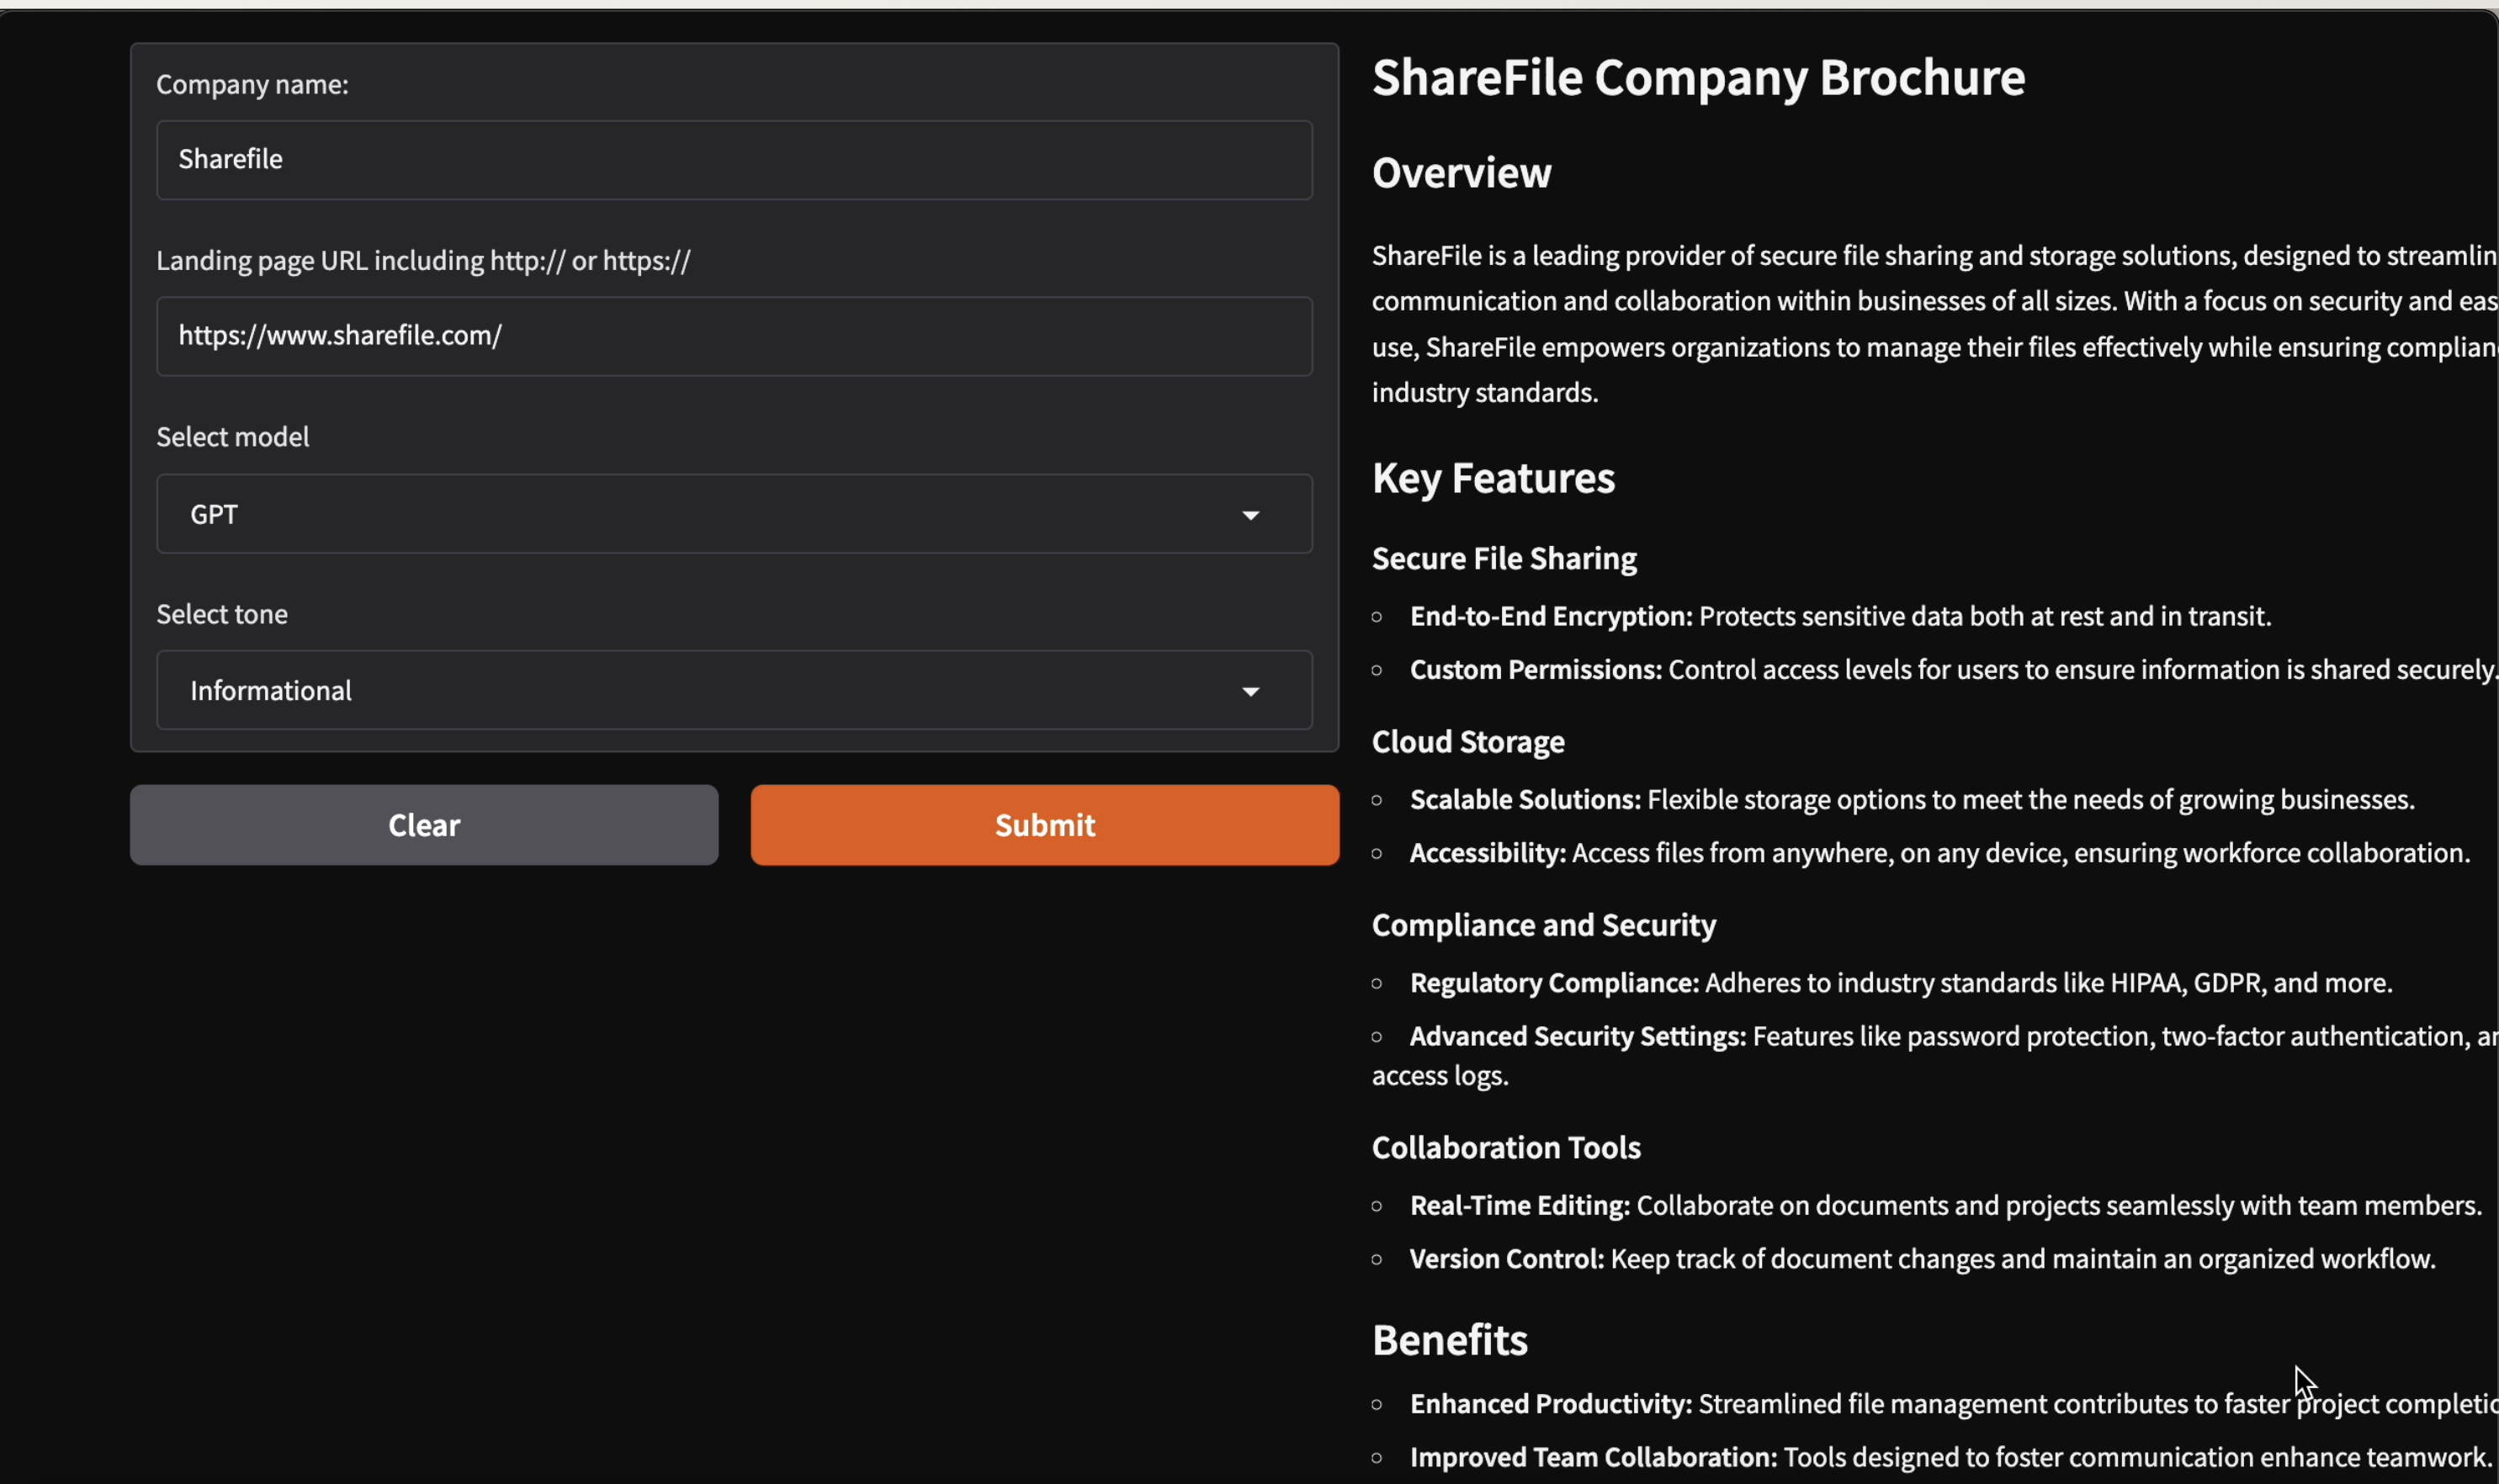 Company name:
Sharefile
Landing page URL including http:// or https://
https://www.sharefile.com/
Select model
GPT
Select tone
Informational
Clear
Submit
ShareFile Company Brochure
Overview
ShareFile is a leading provider of secure file sharing and storage solutions, designed to
communication and collaboration within businesses of all sizes. With a focus on security and
use, ShareFile empowers organizations to manage their files effectively while ensuring
industry standards.
Key Features
Secure File Sharing
End-to-End Encryption: Protects sensitive data both at rest and in transit.
Custom Permissions: Control access levels for users to ensure information is shared securely.
Cloud Storage
Scalable Solutions: Flexible storage options to meet the needs of growing businesses.
Accessibility: Access files from anywhere, on any device, ensuring workforce collaboration.
Compliance and Security
Regulatory Compliance: Adheres to industry standards like HIPAA, GDPR, and more.
Advanced Security Settings: Features like password protection, two-factor authentication,
access logs.
Collaboration Tools
Real-Time Editing: Collaborate on documents and projects seamlessly with team members.
Version Control: Keep track of document changes and maintain an organized workflow.
Benefits
Enhanced Productivity: Streamlined file management contributes to faster project
Improved Team Collaboration: Tools designed to foster communication enhance teamwork.